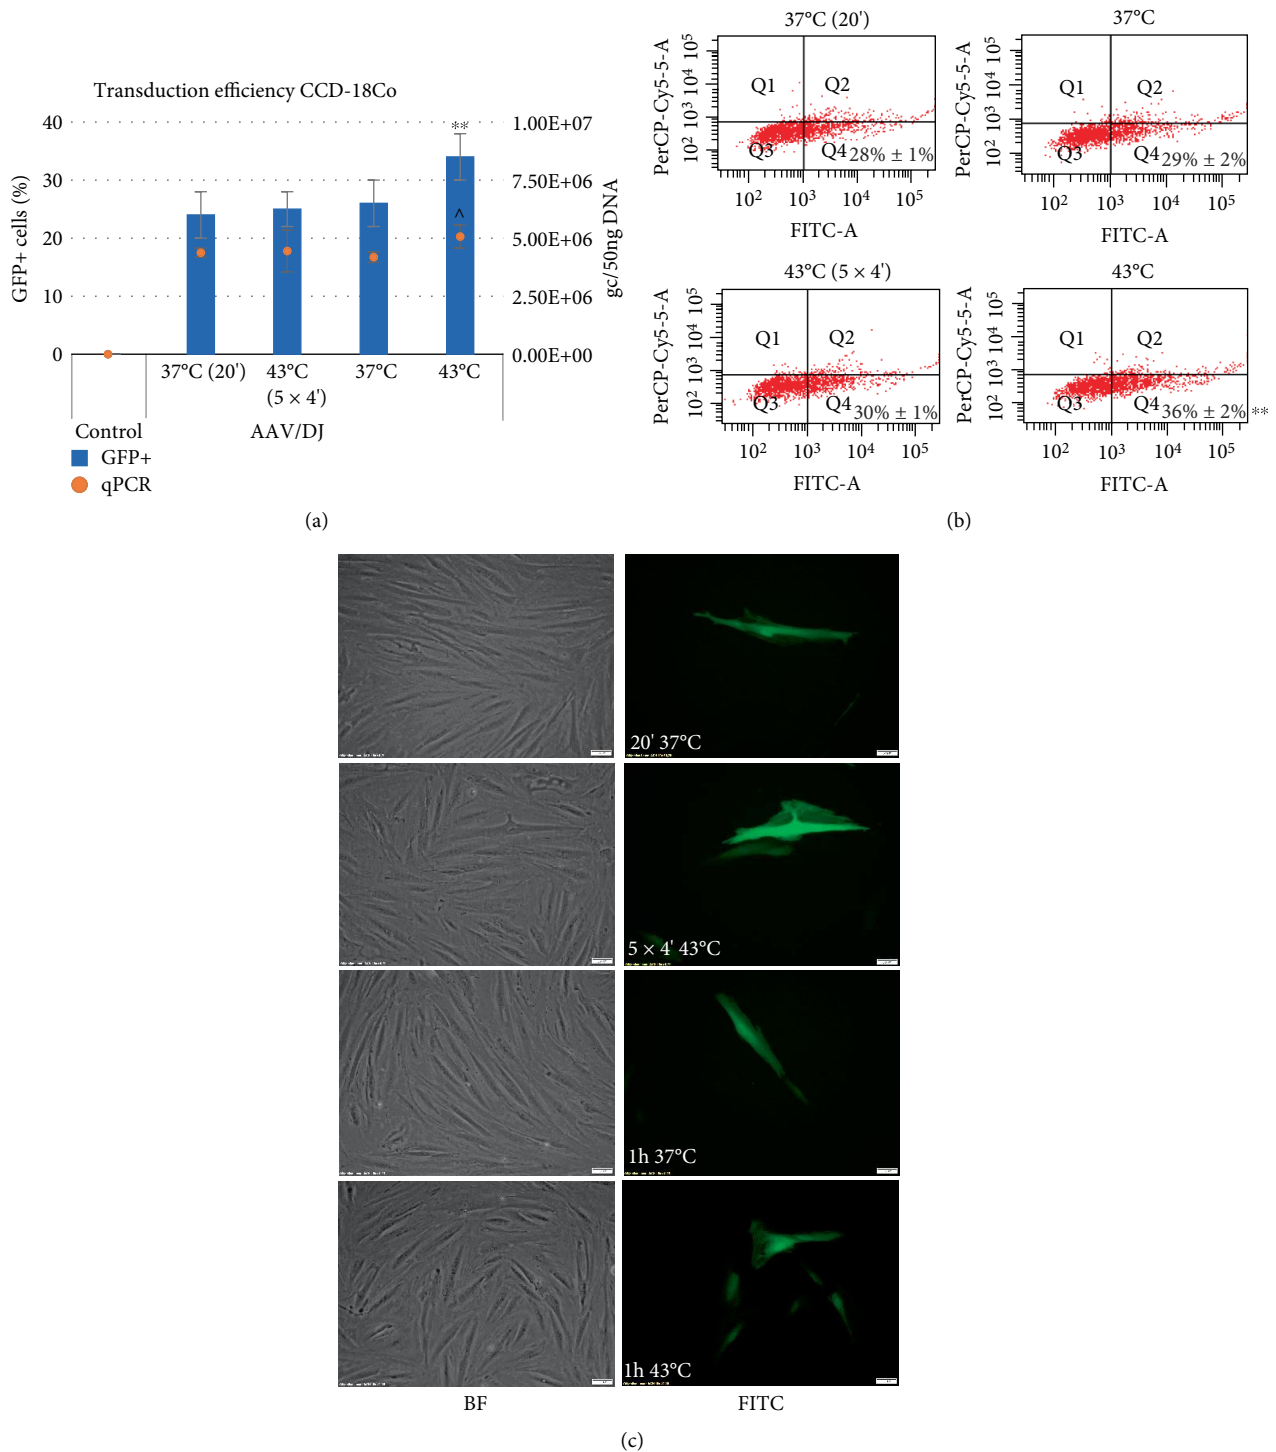 Transduction efficiency CCD-18Co
GFP+ cells (%)
40
30
20
10
0
**
^
1.00E+07
7.50E+06
5.00E+06
2.50E+06
0.00E+00
gc/50ng DNA
37°C (20')
43°C
(5 × 4')
37°C
43°C
Control
AAV/DJ
GFP+
qPCR
(a)
37°C (20')
PerCP-Cy5-5-A
10² 10³ 10⁴ 10⁵
Q1
Q2
Q3
Q4
28% ± 1%
10² 10³ 10⁴ 10⁵
FITC-A
37°C
PerCP-Cy5-5-A
10² 10³ 10⁴ 10⁵
Q1
Q2
Q3
Q4
29% ± 2%
10² 10³ 10⁴ 10⁵
FITC-A
43°C (5 × 4')
PerCP-Cy5-5-A
10² 10³ 10⁴ 10⁵
Q1
Q2
Q3
Q4
30% ± 1%
10² 10³ 10⁴ 10⁵
FITC-A
43°C
PerCP-Cy5-5-A
10² 10³ 10⁴ 10⁵
Q1
Q2
Q3
Q4
36% ± 2% **
10² 10³ 10⁴ 10⁵
FITC-A
(b)
20' 37°C
5 × 4' 43°C
1h 37°C
1h 43°C
BF
FITC
(c)